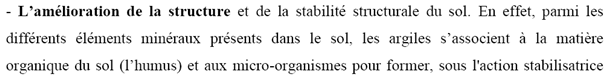 - L’amélioration de la structure et de la stabilité structurale du sol. En effet, parmi les
différents éléments minéraux présents dans le sol, les argiles s’associent à la matière
organique du sol (l’humus) et aux micro-organismes pour former, sous l'action stabilisatrice